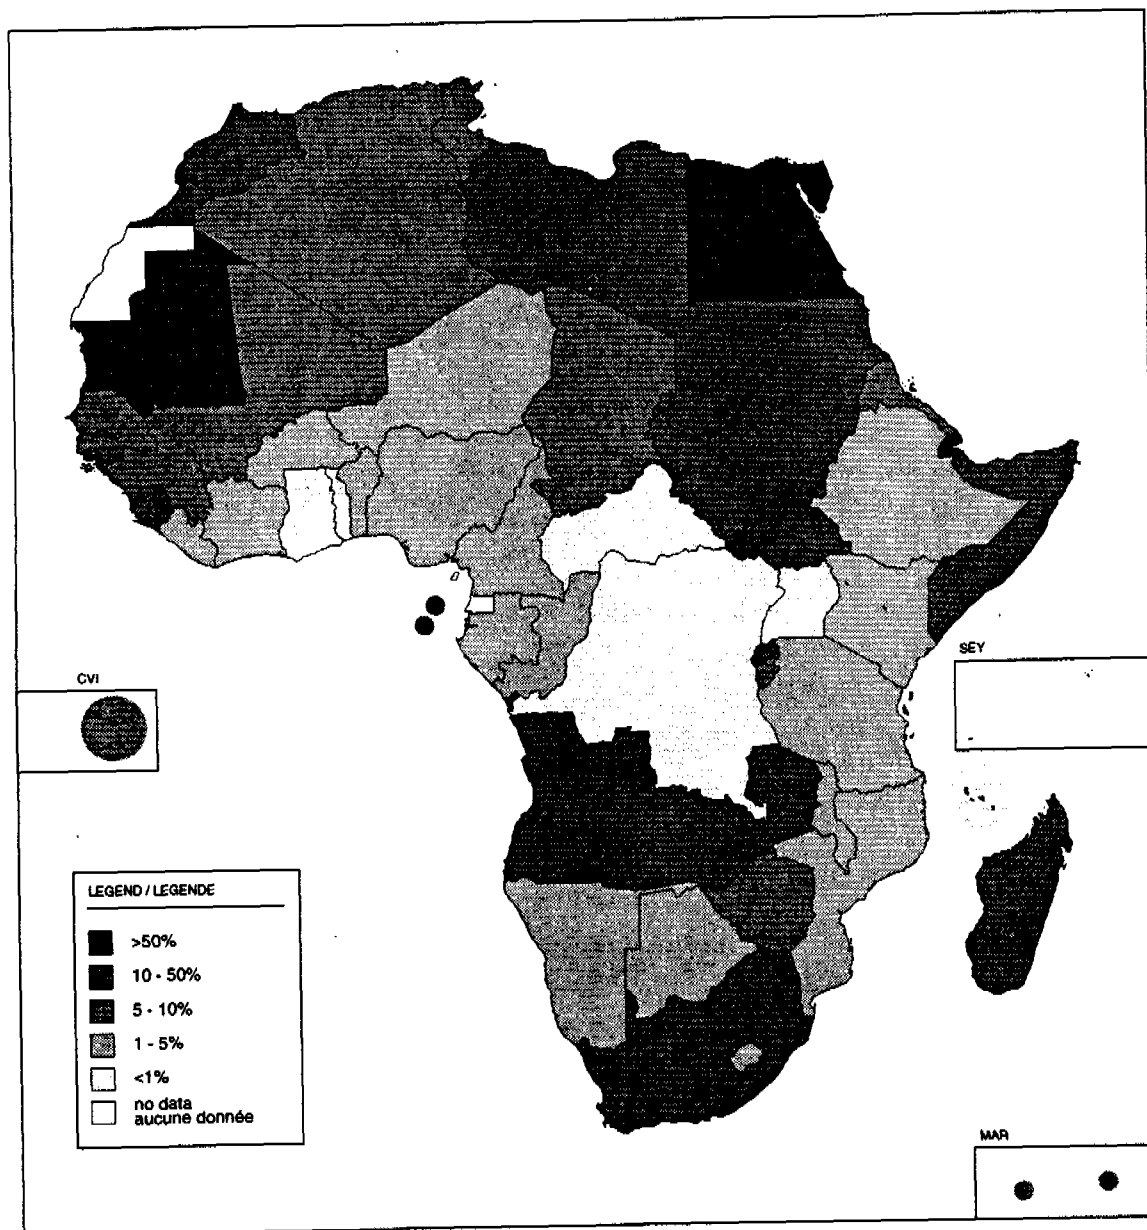 SEY
CVI
LEGEND / LEGENDE
>50%
10 - 50%
5 - 10%
1 - 5%
<1%
no data
aucune donnée
MAR